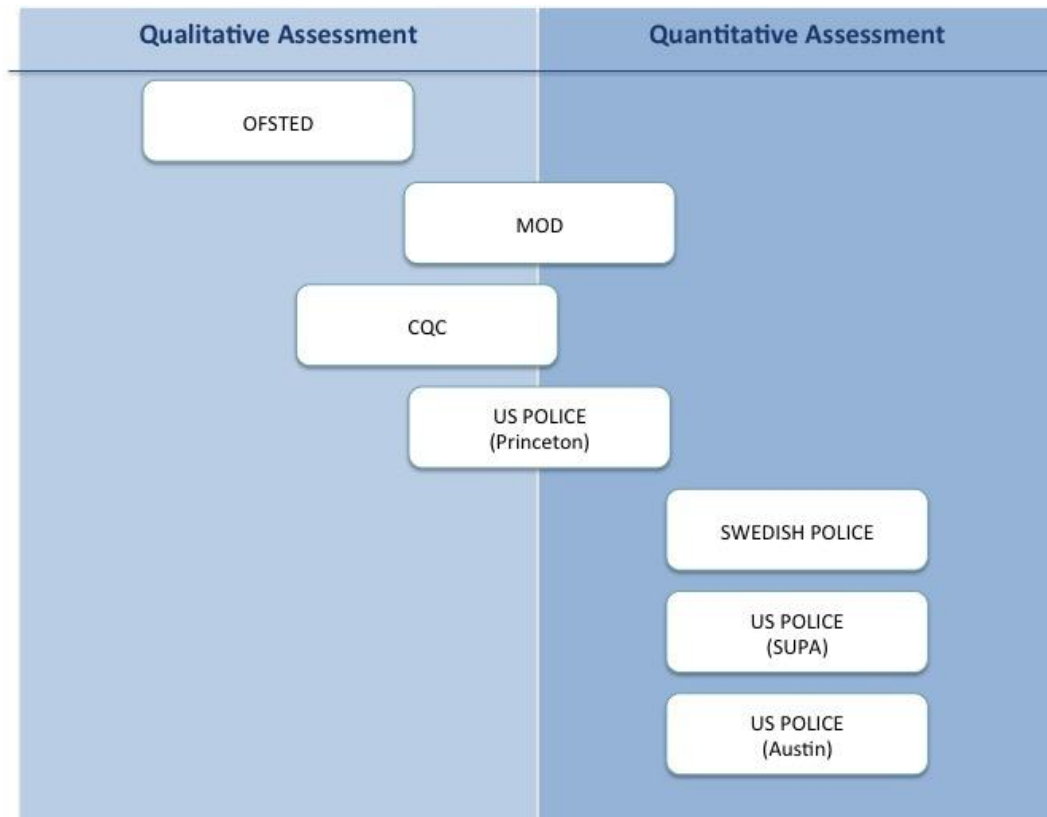 Qualitative Assessment
Quantitative Assessment
OFSTED
MOD
CQC
US POLICE
(Princeton)
SWEDISH POLICE
US POLICE
(SUPA)
US POLICE
(Austin)